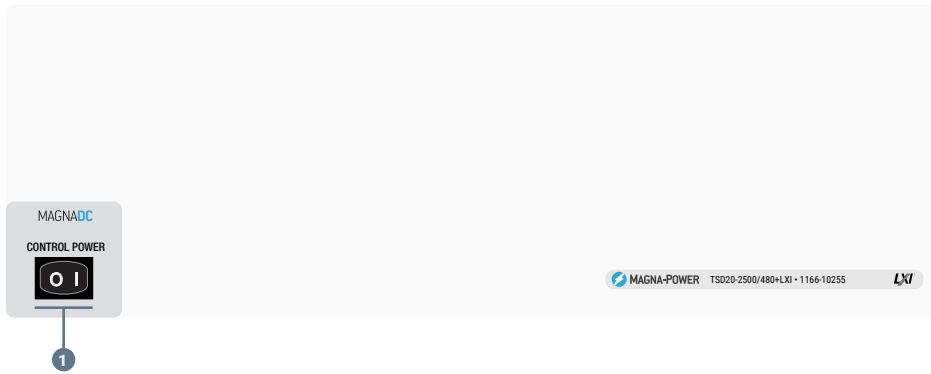 MAGNADC
CONTROL POWER
O I
MAGNA-POWER TSD20-2500/480+LXI • 1166-10255 LXI
1